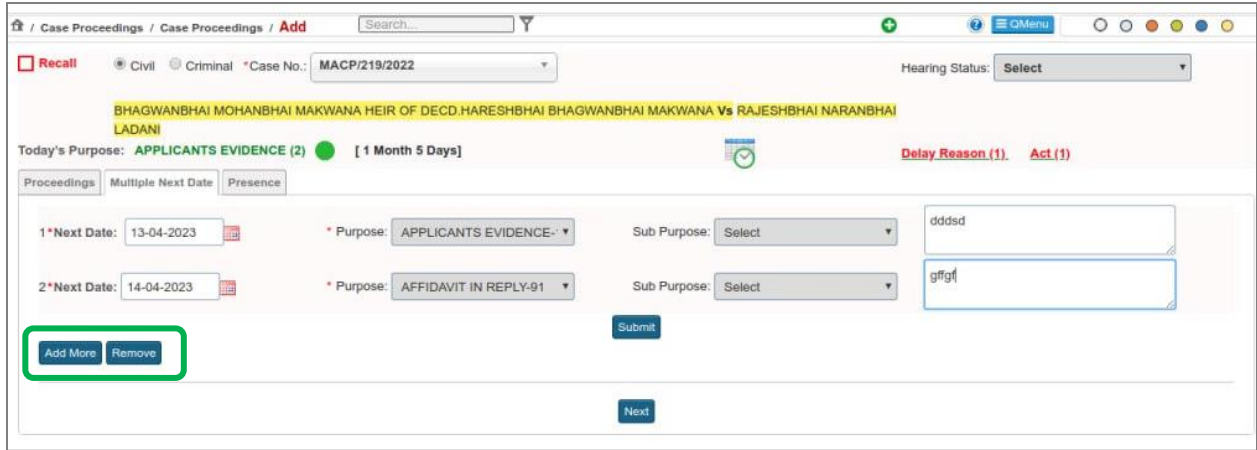 / Case Proceedings / Case Proceedings / Add Search... QMenu
Recall Civil Criminal *Case No.: MACP/219/2022 Hearing Status: Select
BHAGWANBHAI MOHANBHAI MAKWANA HEIR OF DECD.HARESHBHAI BHAGWANBHAI MAKWANA Vs RAJESHBHAI NARANBHAI
LADANI
Today's Purpose: APPLICANTS EVIDENCE (2) [ 1 Month 5 Days] Delay Reason (1) Act (1)
Proceedings Multiple Next Date Presence
1*Next Date: 13-04-2023 * Purpose: APPLICANTS EVIDENCE- Sub Purpose: Select dddsd
2*Next Date: 14-04-2023 * Purpose: AFFIDAVIT IN REPLY-91 Sub Purpose: Select gffgf
Submit
Add More Remove
Next